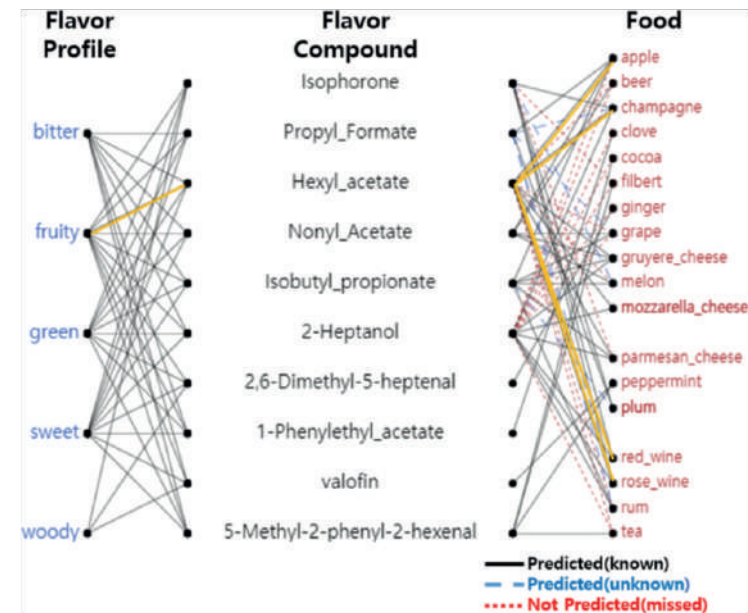 Flavor Profile
Flavor Compound
Food
bitter
fruity
green
sweet
woody
Isophorone
Propyl_Formate
Hexyl_acetate
Nonyl_Acetate
Isobutyl_propionate
2-Heptanol
2,6-Dimethyl-5-heptenal
1-Phenylethyl_acetate
valofin
5-Methyl-2-phenyl-2-hexenal
apple
beer
champagne
clove
cocoa
filbert
ginger
grape
gruyere_cheese
melon
mozzarella_cheese
parmesan_cheese
peppermint
plum
red_wine
rose_wine
rum
tea
Predicted(known)
Predicted(unknown)
Not Predicted(missed)